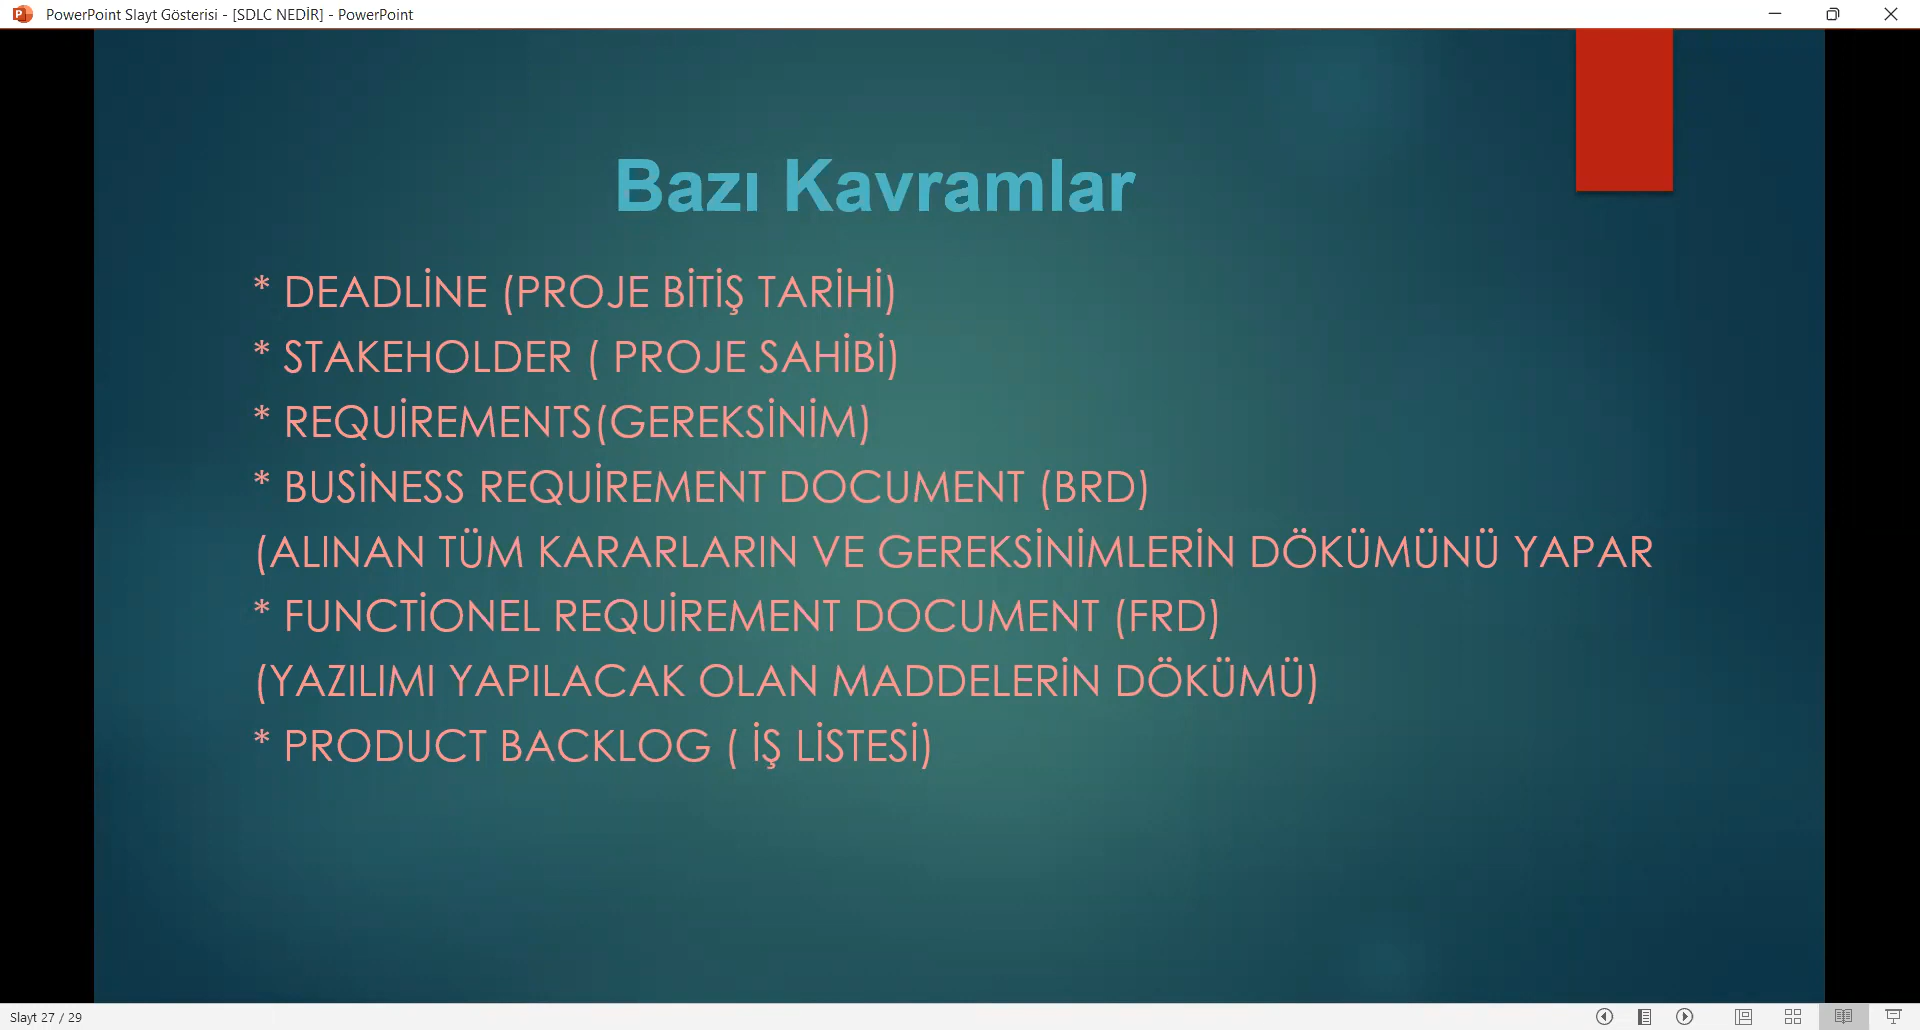 PowerPoint Slayt Gösterisi - [SDLC NEDİR] - PowerPoint
Bazı Kavramlar
* DEADLİNE (PROJE BİTİŞ TARİHİ)
* STAKEHOLDER ( PROJE SAHİBİ)
* REQUİREMENTS(GEREKSİNİM)
* BUSİNESS REQUİREMENT DOCUMENT (BRD)
(ALINAN TÜM KARARLARIN VE GEREKSİNİMLERİN DÖKÜMÜNÜ YAPAR
* FUNCTİONEL REQUİREMENT DOCUMENT (FRD)
(YAZILIMI YAPILACAK OLAN MADDELERİN DÖKÜMÜ)
* PRODUCT BACKLOG ( İŞ LİSTESİ)
Slayt 27 / 29